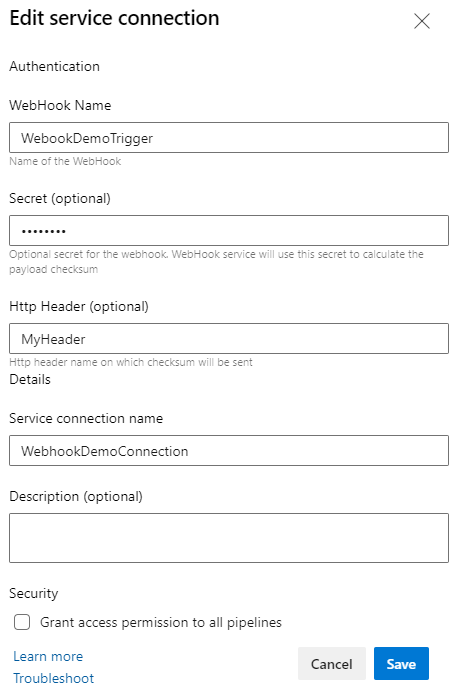 Edit service connection
Authentication
WebHook Name
WebookDemoTrigger
Name of the WebHook
Secret (optional)
••••••••
Optional secret for the webhook. WebHook service will use this secret to calculate the
payload checksum
Http Header (optional)
MyHeader
Http header name on which checksum will be sent
Details
Service connection name
WebhookDemoConnection
Description (optional)
Security
Grant access permission to all pipelines
Learn more
Troubleshoot
Cancel
Save